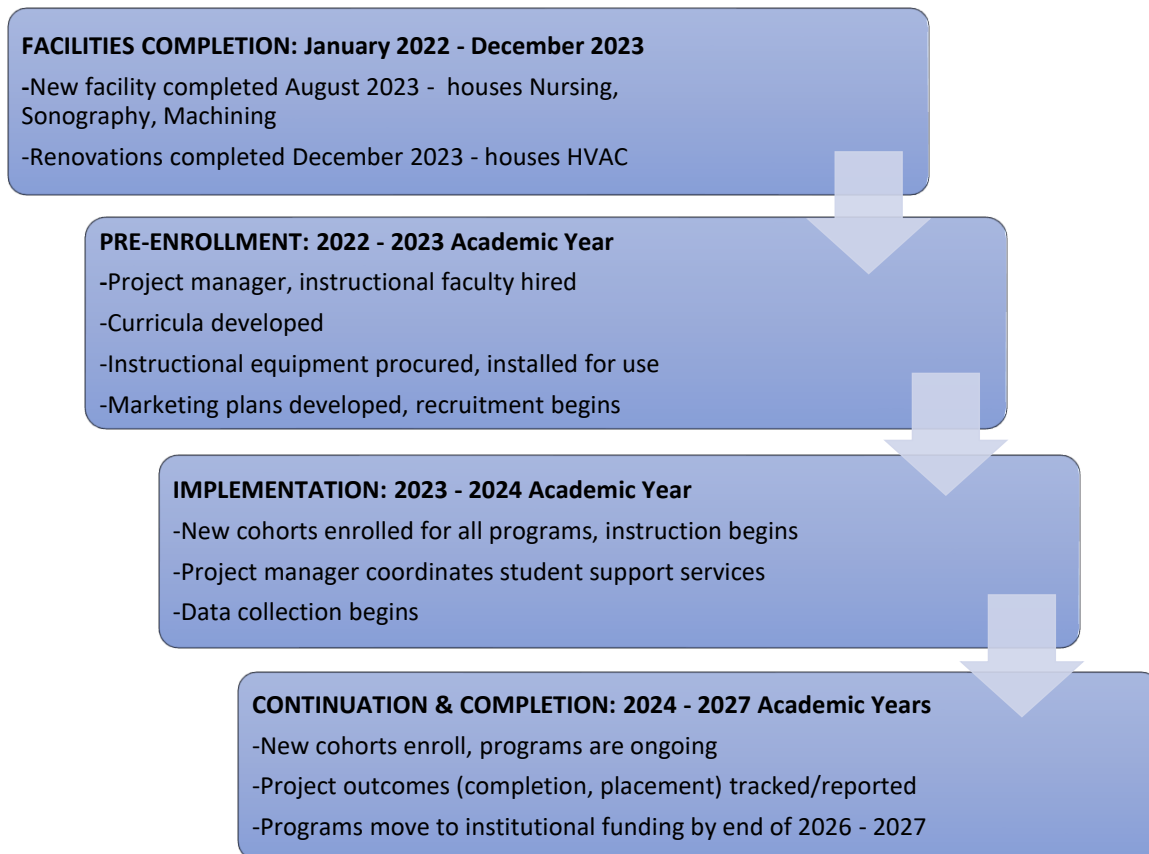 FACILITIES COMPLETION: January 2022 - December 2023
-New facility completed August 2023 - houses Nursing,
Sonography, Machining
-Renovations completed December 2023 - houses HVAC
PRE-ENROLLMENT: 2022 - 2023 Academic Year
-Project manager, instructional faculty hired
-Curricula developed
-Instructional equipment procured, installed for use
-Marketing plans developed, recruitment begins
IMPLEMENTATION: 2023 - 2024 Academic Year
-New cohorts enrolled for all programs, instruction begins
-Project manager coordinates student support services
-Data collection begins
CONTINUATION & COMPLETION: 2024 - 2027 Academic Years
-New cohorts enroll, programs are ongoing
-Project outcomes (completion, placement) tracked/reported
-Programs move to institutional funding by end of 2026 - 2027